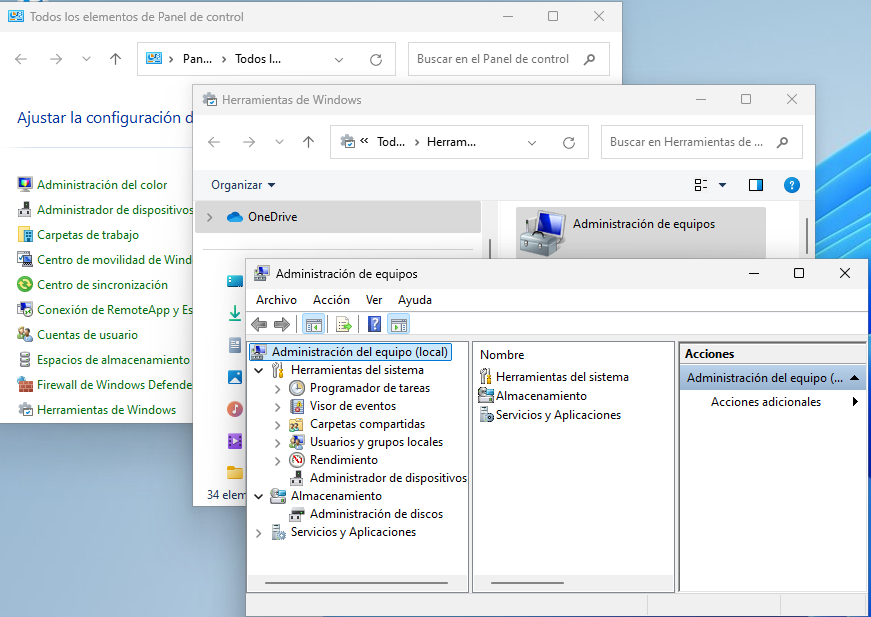 Todos los elementos de Panel de control
Pan... Todos l...
Buscar en el Panel de control
Ajustar la configuración d
Administración del color
Administrador de dispositivos
Carpetas de trabajo
Centro de movilidad de Wind
Centro de sincronización
Conexión de RemoteApp y Es
Cuentas de usuario
Espacios de almacenamiento
Firewall de Windows Defende
Herramientas de Windows
Herramientas de Windows
« Tod... Herram...
Buscar en Herramientas de ...
Organizar
OneDrive
Administración de equipos
34 elem
Administración de equipos
Archivo Acción Ver Ayuda
Administración del equipo (local)
Herramientas del sistema
Programador de tareas
Visor de eventos
Carpetas compartidas
Usuarios y grupos locales
Rendimiento
Administrador de dispositivos
Almacenamiento
Administración de discos
Servicios y Aplicaciones
Nombre
Herramientas del sistema
Almacenamiento
Servicios y Aplicaciones
Acciones
Administración del equipo (...
Acciones adicionales